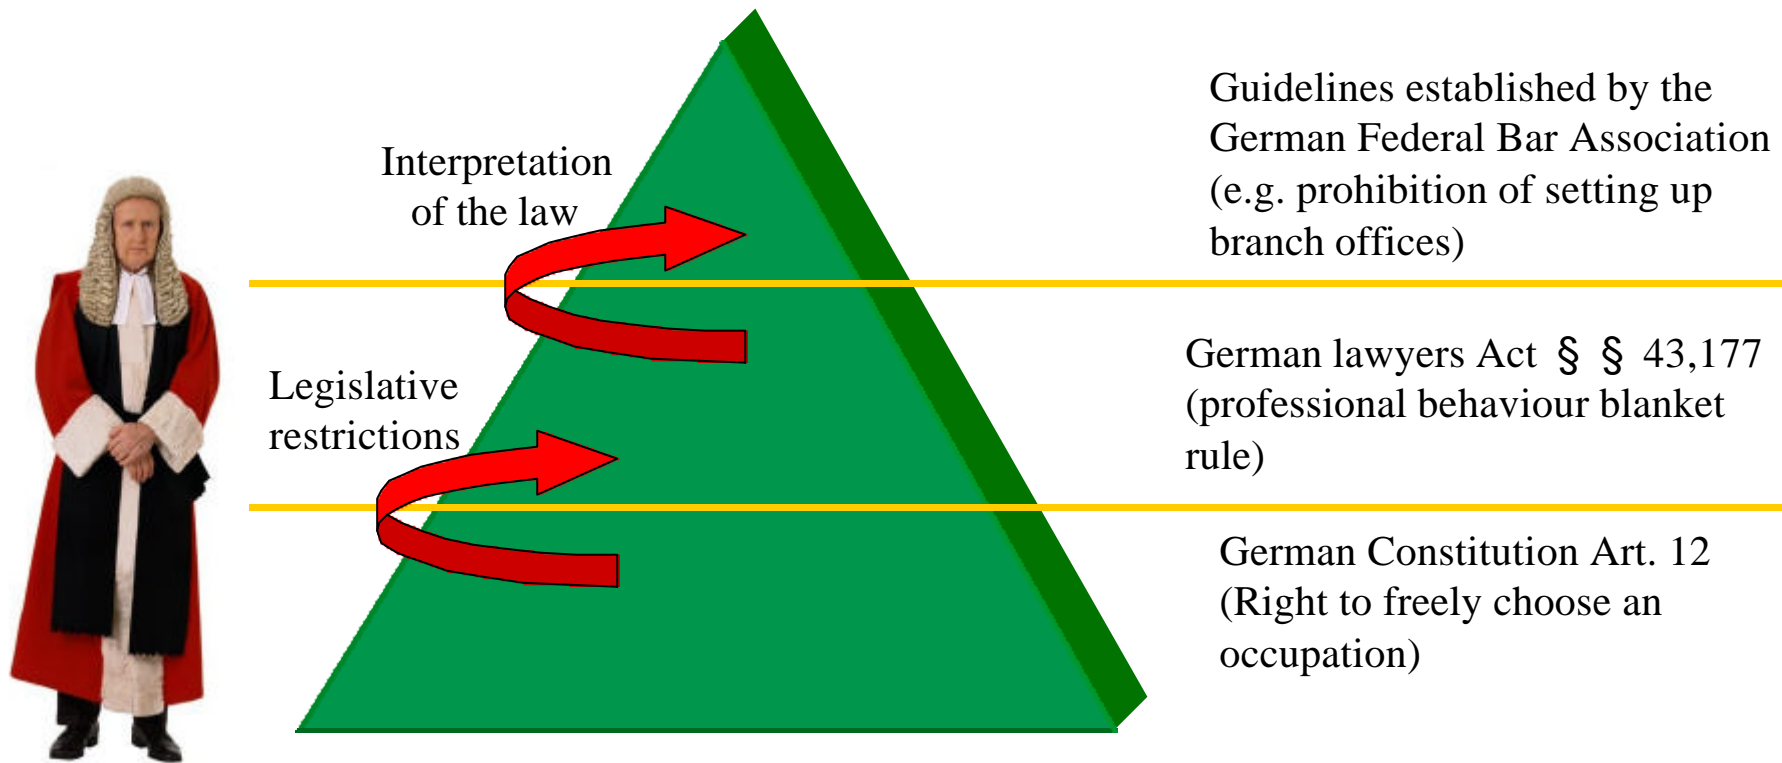 Guidelines established by the
German Federal Bar Association
(e.g. prohibition of setting up
branch offices)
Interpretation
of the law
German lawyers Act § § 43,177
(professional behaviour blanket
rule)
Legislative
restrictions
German Constitution Art. 12
(Right to freely choose an
occupation)